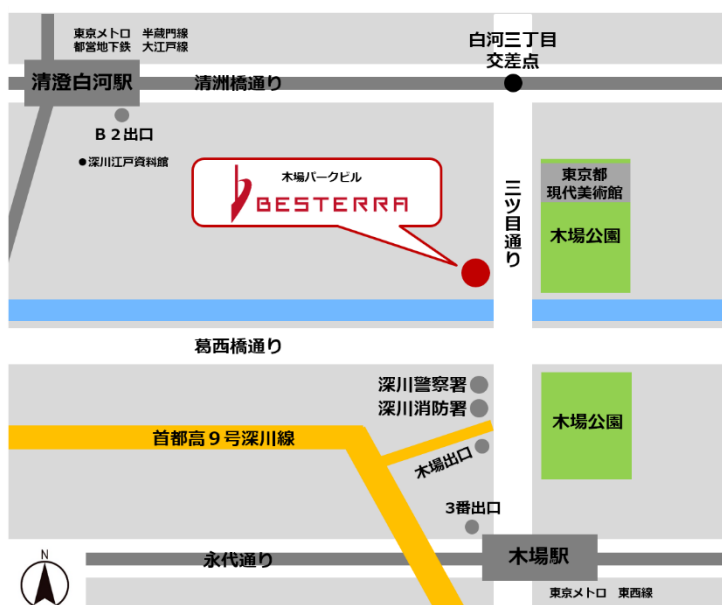 東京メトロ 半蔵門線
都営地下鉄 大江戸線
白河三丁目
交差点
清澄白河駅
清洲橋通り
B2出口
●深川江戸資料館
木場パークビル
BESTERRA
三ツ目通り
東京都
現代美術館
木場公園
葛西橋通り
深川警察署
深川消防署
首都高9号深川線
木場出口
木場公園
3番出口
N
永代通り
木場駅
東京メトロ 東西線